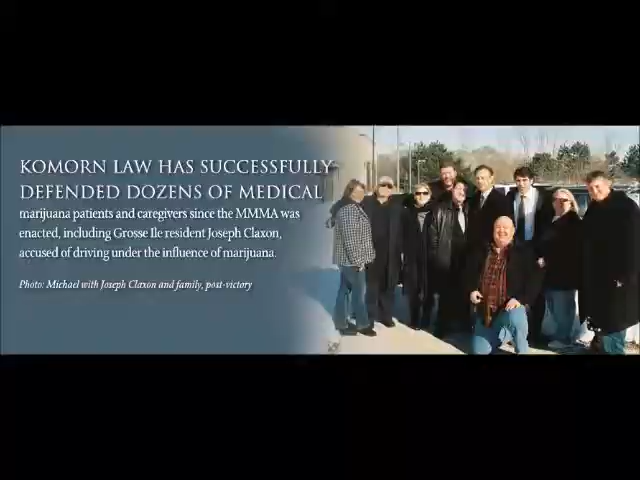 KOMORN LAW HAS SUCCESSFULLY
DEFENDED DOZENS OF MEDICAL
marijuana patients and caregivers since the MMMA was
enacted, including Grosse Ile resident Joseph Claxon,
accused of driving under the influence of marijuana.
Photo: Michael with Joseph Claxon and family, post-victory